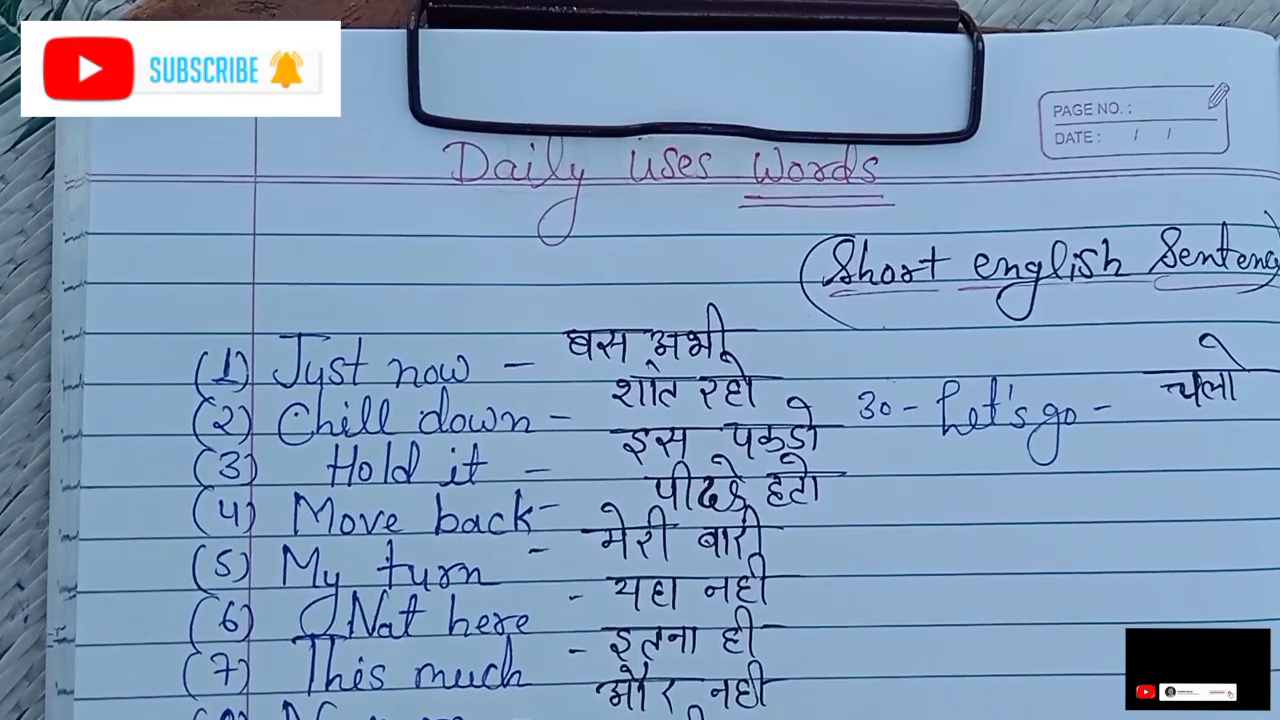 SUBSCRIBE
PAGE NO. :
DATE : / /
Daily uses Words
(Short english Sentenc
(1) Just now - बस अभी
(2) Chill down - शांत रहो
30- Let's go - चलो
(3) Hold it - इस पकडो
(4) Move back - पीछे हटो
(5) My turn - मेरी बारी
(6) Nat here - यहा नही
(7) This much - इतना ही
और नही